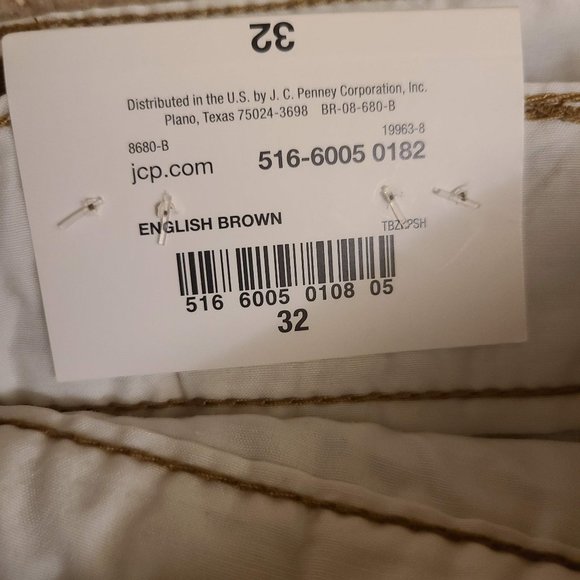 32
Distributed in the U.S. by J. C. Penney Corporation, Inc.
Plano, Texas 75024-3698 BR-08-680-B
8680-B 19963-8
jcp.com 516-6005 0182
ENGLISH BROWN
516 6005 0108 05
32